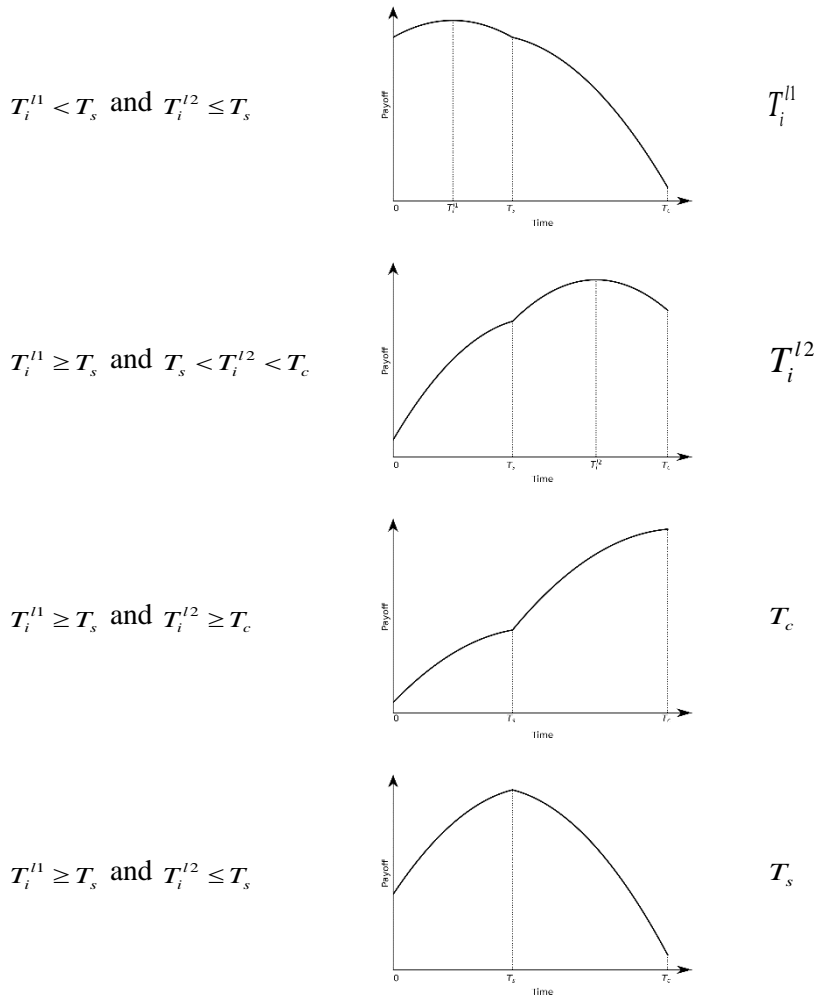 Payoff
T_i^{l1} < T_s and T_i^{l2} ≤ T_s
T_i^{l1}
0 T_i^{l1} T_s T_c
Time
Payoff
T_i^{l1} ≥ T_s and T_s < T_i^{l2} < T_c
T_i^{l2}
0 T_s T_i^{l2} T_c
Time
Payoff
T_i^{l1} ≥ T_s and T_i^{l2} ≥ T_c
T_c
0 T_s T_c
Time
Payoff
T_i^{l1} ≥ T_s and T_i^{l2} ≤ T_s
T_s
0 T_s T_c
Time